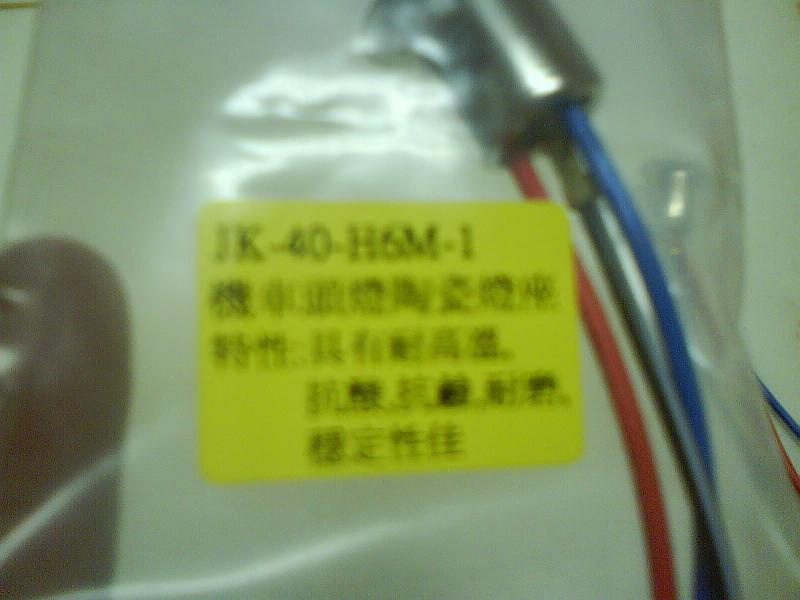 JK-40-H6M-1
機車頭燈陶瓷燈座
特性:具有耐高溫,
抗酸,抗鹼,耐磨,
穩定性佳